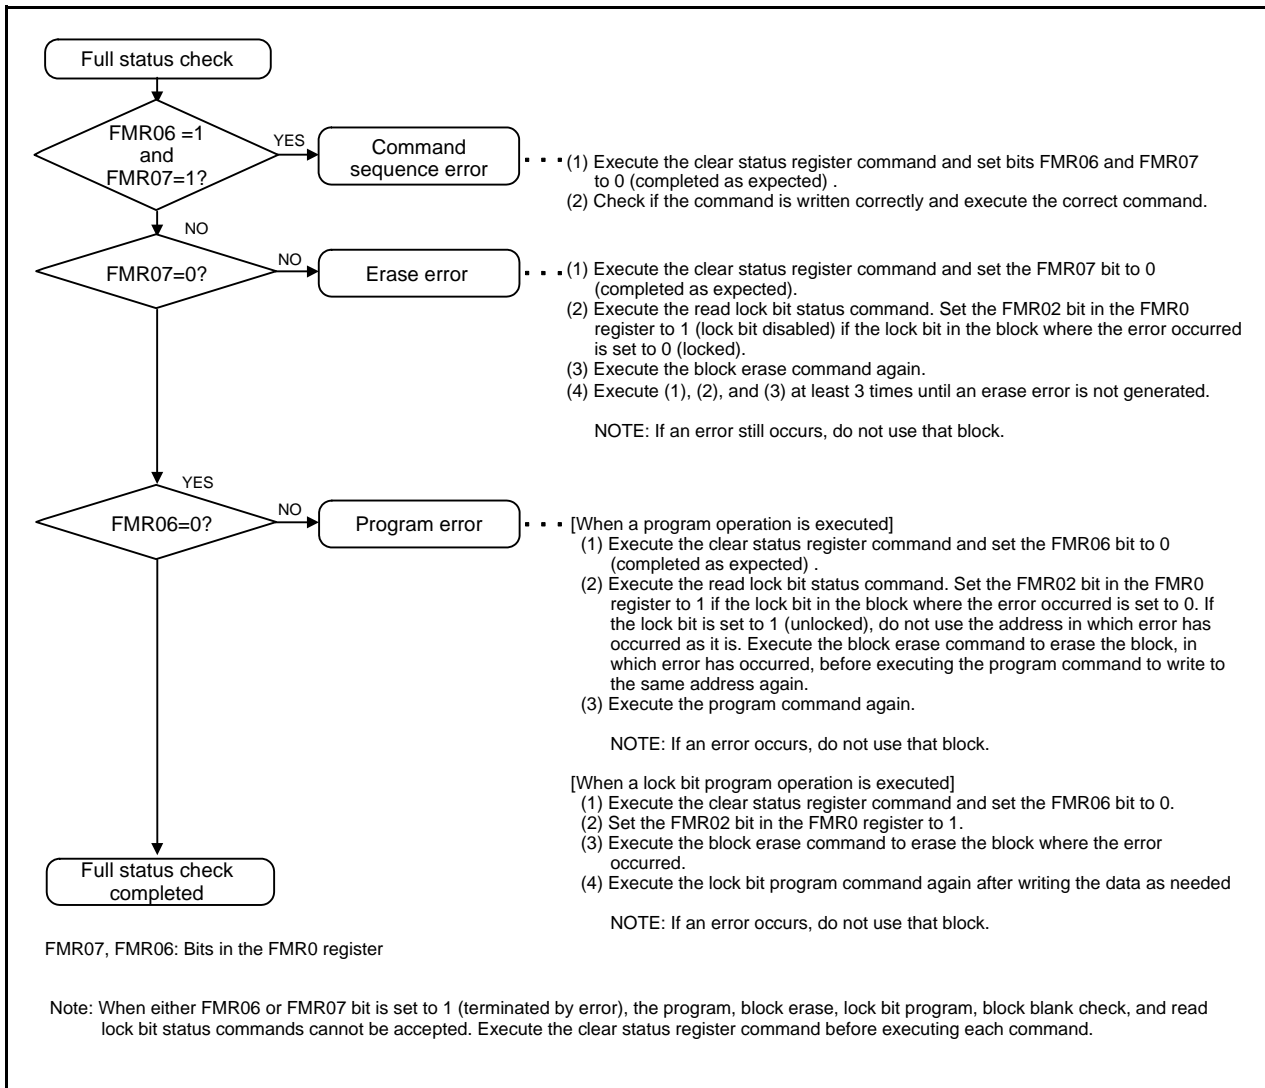 Full status check
FMR06 =1
and
FMR07=1?
YES
Command
sequence error
(1) Execute the clear status register command and set bits FMR06 and FMR07
to 0 (completed as expected) .
(2) Check if the command is written correctly and execute the correct command.
NO
FMR07=0?
NO
Erase error
(1) Execute the clear status register command and set the FMR07 bit to 0
(completed as expected).
(2) Execute the read lock bit status command. Set the FMR02 bit in the FMR0
register to 1 (lock bit disabled) if the lock bit in the block where the error occurred
is set to 0 (locked).
(3) Execute the block erase command again.
(4) Execute (1), (2), and (3) at least 3 times until an erase error is not generated.
NOTE: If an error still occurs, do not use that block.
YES
FMR06=0?
NO
Program error
[When a program operation is executed]
(1) Execute the clear status register command and set the FMR06 bit to 0
(completed as expected) .
(2) Execute the read lock bit status command. Set the FMR02 bit in the FMR0
register to 1 if the lock bit in the block where the error occurred is set to 0. If
the lock bit is set to 1 (unlocked), do not use the address in which error has
occurred as it is. Execute the block erase command to erase the block, in
which error has occurred, before executing the program command to write to
the same address again.
(3) Execute the program command again.
NOTE: If an error occurs, do not use that block.
[When a lock bit program operation is executed]
(1) Execute the clear status register command and set the FMR06 bit to 0.
(2) Set the FMR02 bit in the FMR0 register to 1.
(3) Execute the block erase command to erase the block where the error
occurred.
(4) Execute the lock bit program command again after writing the data as needed
NOTE: If an error occurs, do not use that block.
Full status check
completed
FMR07, FMR06: Bits in the FMR0 register
Note: When either FMR06 or FMR07 bit is set to 1 (terminated by error), the program, block erase, lock bit program, block blank check, and read
lock bit status commands cannot be accepted. Execute the clear status register command before executing each command.